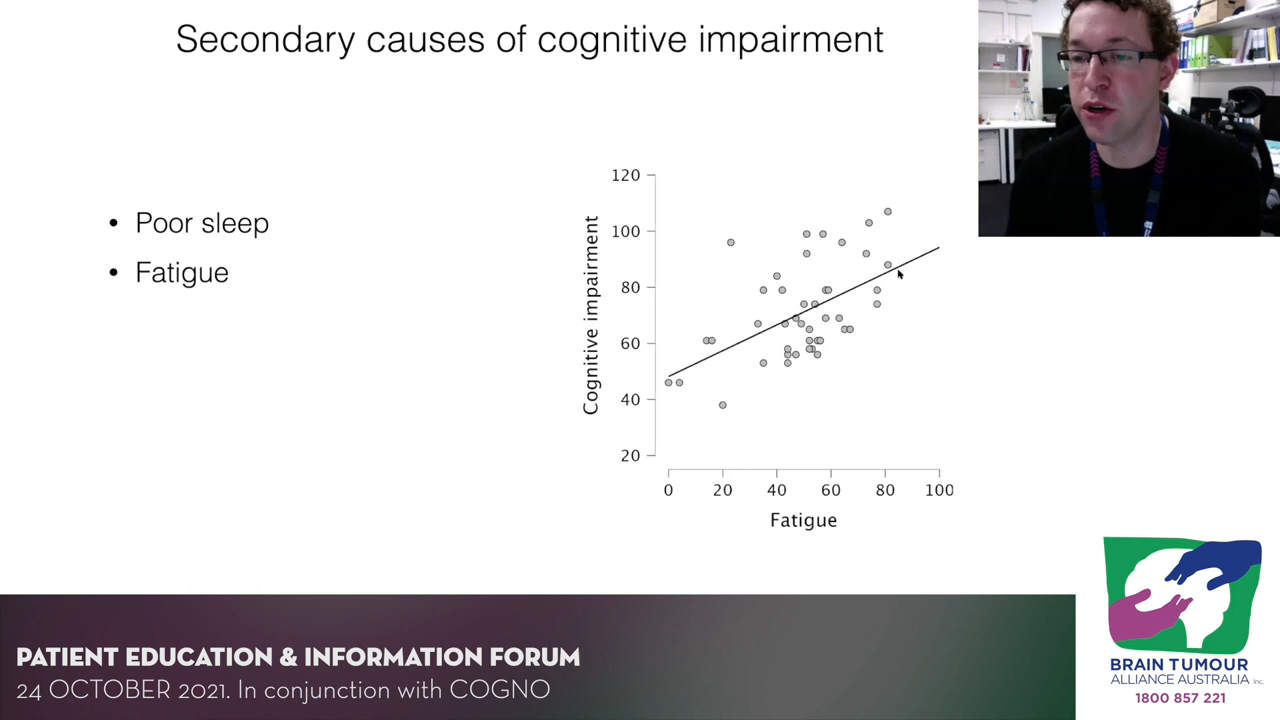 Secondary causes of cognitive impairment
• Poor sleep
• Fatigue
120
100
80
60
40
20
Cognitive impairment
0 20 40 60 80 100
Fatigue
PATIENT EDUCATION & INFORMATION FORUM
24 OCTOBER 2021. In conjunction with COGNO
BRAIN TUMOUR
ALLIANCE AUSTRALIA Inc.
1800 857 221